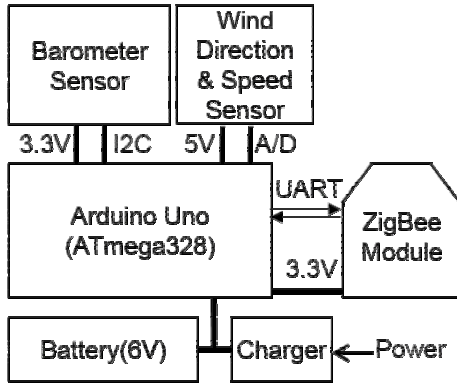 Barometer
Sensor
Wind
Direction
& Speed
Sensor
3.3V
I2C
5V
A/D
Arduino Uno
(ATmega328)
UART
ZigBee
Module
3.3V
Battery(6V)
Charger
Power